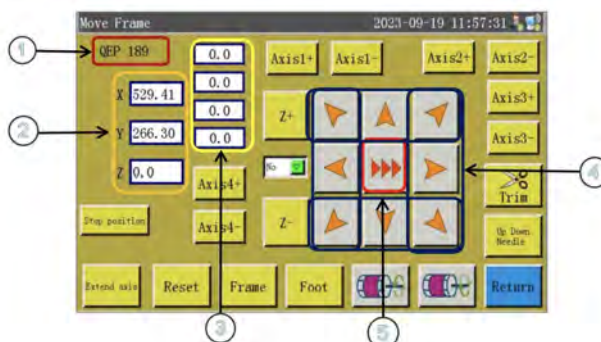 Move Frame 2023-09-19 11:57:31
1 QEP 189 0.0 Axis1+ Axis1- Axis2+ Axis2-
X 529.41 0.0 Z+ Axis3+
2 Y 266.30 0.0 Axis3-
0.0
Z 0.0 No 4
Axis4+ Trim
Stop position Axis4- Z- Up Down
Needle
Extend axis Reset Frame Foot Return
3 5